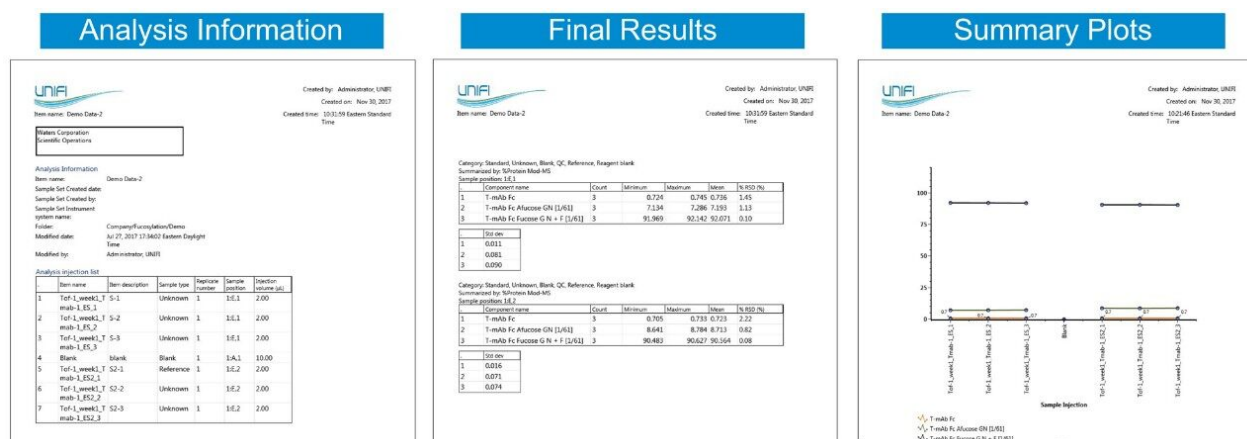 Analysis Information
UNIFI
Created by: Administrator, UNIFI
Created on: Nov 30, 2017
Item name: Demo Data-2
Created time: 10:31:59 Eastern Standard
Time
Waters Corporation
Scientific Operations
Analysis Information
Item name: Demo Data-2
Sample Set Created date:
Sample Set Created by:
Sample Set Instrument
system name:
Folder: Company/Fucosylation/Demo
Modified date: Jul 27, 2017 17:34:02 Eastern Daylight
Time
Modified by: Administrator, UNIFI
Analysis injection list
. Item name Item description Sample type Replicate number Sample position Injection volume (µL)
1 Tof-1_week1_T S-1 Unknown 1 1:E,1 2.00
mab-1_ES_1
2 Tof-1_week1_T S-2 Unknown 1 1:E,1 2.00
mab-1_ES_2
3 Tof-1_week1_T S-3 Unknown 1 1:E,1 2.00
mab-1_ES_3
4 Blank blank Blank 1 1:A,1 10.00
5 Tof-1_week1_T S2-1 Reference 1 1:E,2 2.00
mab-1_ES2_1
6 Tof-1_week1_T S2-2 Unknown 1 1:E,2 2.00
mab-1_ES2_2
7 Tof-1_week1_T S2-3 Unknown 1 1:E,2 2.00
mab-1_ES2_3
Final Results
UNIFI
Created by: Administrator, UNIFI
Created on: Nov 30, 2017
Item name: Demo Data-2
Created time: 10:31:59 Eastern Standard
Time
Category: Standard, Unknown, Blank, QC, Reference, Reagent blank
Summarized by: %Protein Mod-MS
Sample position: 1:E,1
. Component name Count Minimum Maximum Mean % RSD (%)
1 T-mAb Fc 3 0.724 0.745 0.736 1.45
2 T-mAb Fc Afucose GN [1/61] 3 7.134 7.286 7.193 1.13
3 T-mAb Fc Fucose G N + F [1/61] 3 91.969 92.142 92.071 0.10
. Std dev
1 0.011
2 0.081
3 0.090
Category: Standard, Unknown, Blank, QC, Reference, Reagent blank
Summarized by: %Protein Mod-MS
Sample position: 1:E,2
. Component name Count Minimum Maximum Mean % RSD (%)
1 T-mAb Fc 3 0.705 0.733 0.723 2.22
2 T-mAb Fc Afucose GN [1/61] 3 8.641 8.784 8.713 0.82
3 T-mAb Fc Fucose G N + F [1/61] 3 90.483 90.627 90.564 0.08
. Std dev
1 0.016
2 0.071
3 0.074
Summary Plots
UNIFI
Created by: Administrator, UNIFI
Created on: Nov 30, 2017
Item name: Demo Data-2
Created time: 10:21:46 Eastern Standard
Time
100
75
50
25
0
Tof-1_week1_Tmab-1_ES_1
Tof-1_week1_Tmab-1_ES_2
Tof-1_week1_Tmab-1_ES_3
Blank
Tof-1_week1_Tmab-1_ES2_1
Tof-1_week1_Tmab-1_ES2_2
Tof-1_week1_Tmab-1_ES2_3
Sample Injection
T-mAb Fc
T-mAb Fc Afucose GN [1/61]
T-mAb Fc Fucose G N + F [1/61]